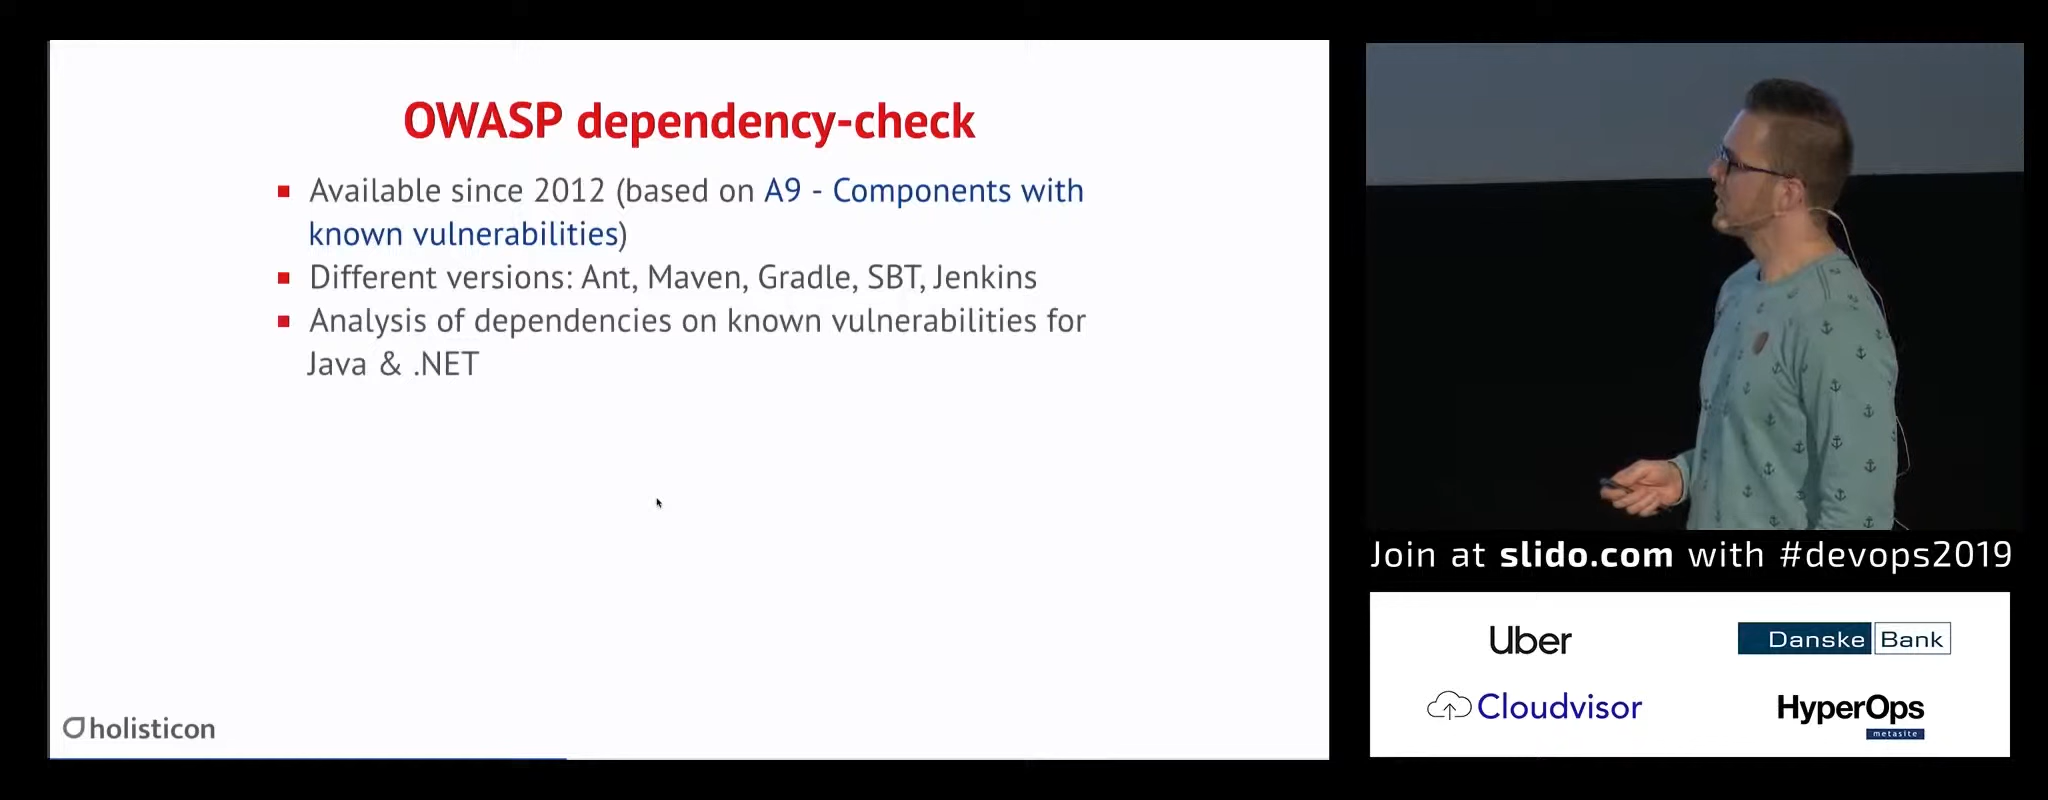 OWASP dependency-check
Available since 2012 (based on A9 - Components with
known vulnerabilities)
Different versions: Ant, Maven, Gradle, SBT, Jenkins
Analysis of dependencies on known vulnerabilities for
Java & .NET
holisticon
Join at slido.com with #devops2019
Uber
Danske Bank
Cloudvisor
HyperOps
metasite